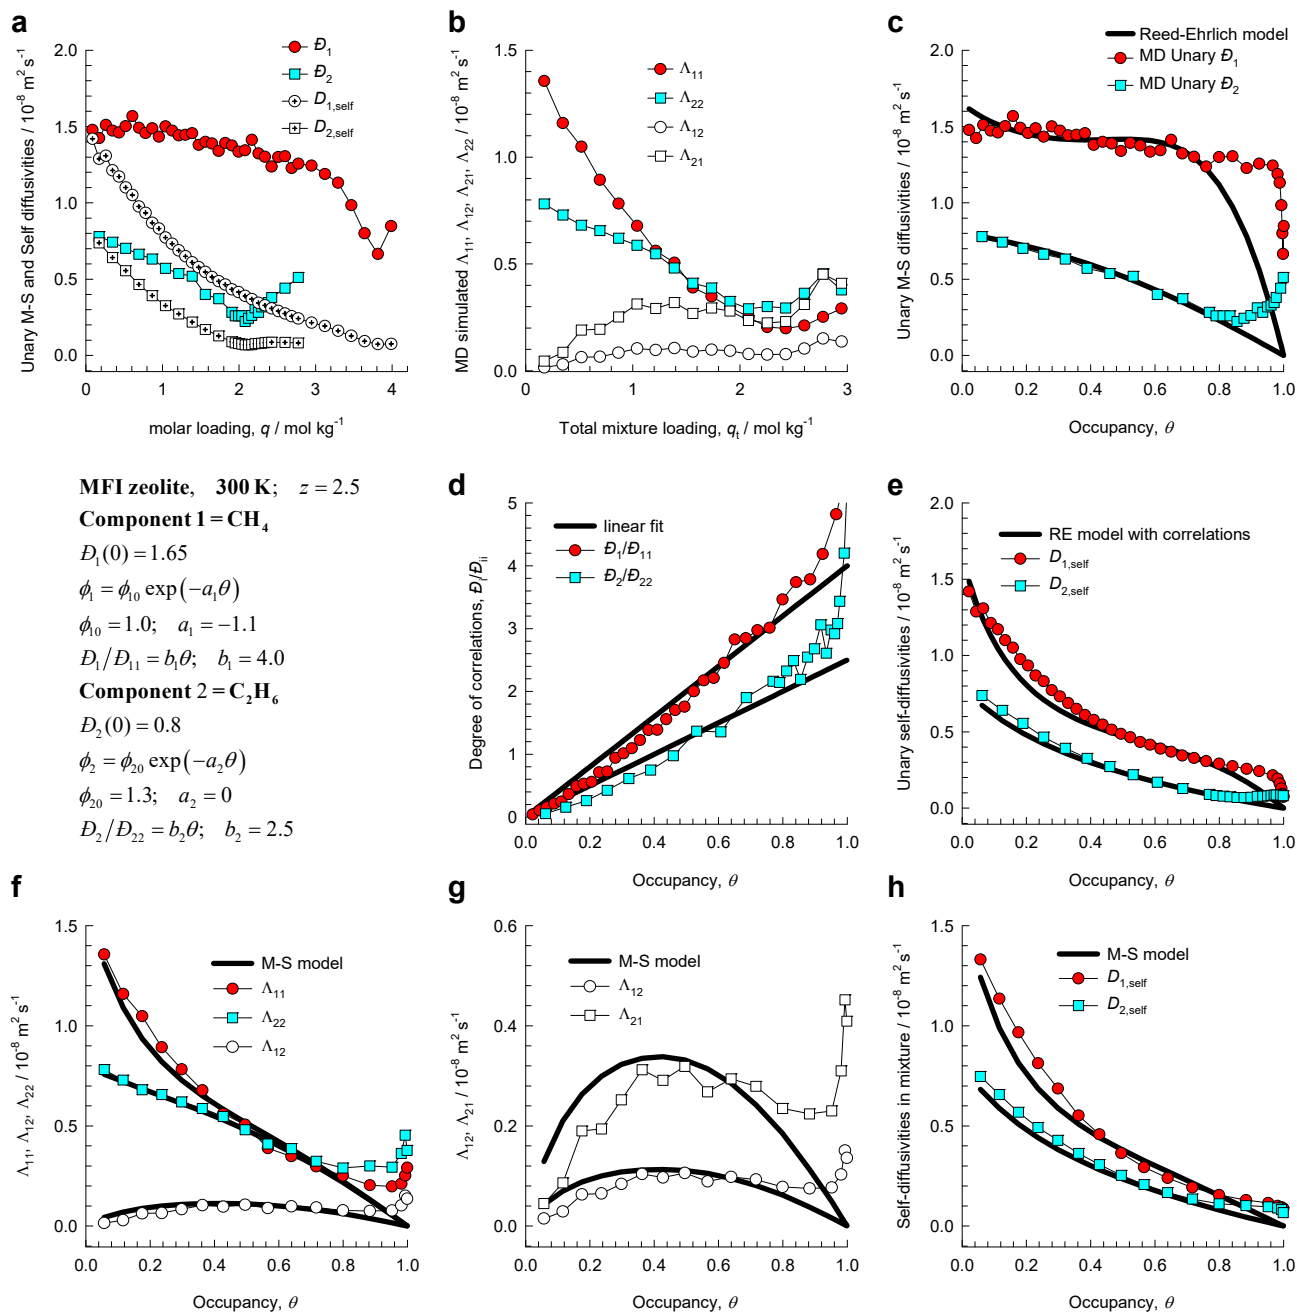 a
Unary M-S and Self diffusivities / 10⁻⁸ m² s⁻¹
2.0
1.5
1.0
0.5
0.0
Đ₁
Đ₂
D₁,self
D₂,self
0 1 2 3 4
molar loading, q / mol kg⁻¹
b
MD simulated Λ₁₁, Λ₁₂, Λ₂₁, Λ₂₂ / 10⁻⁸ m² s⁻¹
1.5
1.0
0.5
0.0
Λ₁₁
Λ₂₂
Λ₁₂
Λ₂₁
0 1 2 3
Total mixture loading, qₜ / mol kg⁻¹
c
Unary M-S diffusivities / 10⁻⁸ m² s⁻¹
2.0
1.5
1.0
0.5
0.0
Reed-Ehrlich model
MD Unary Đ₁
MD Unary Đ₂
0.0 0.2 0.4 0.6 0.8 1.0
Occupancy, θ
MFI zeolite, 300 K; z = 2.5
Component 1 = CH₄
Đ₁(0) = 1.65
ϕ₁ = ϕ₁₀ exp(−a₁θ)
ϕ₁₀ = 1.0; a₁ = −1.1
Đ₁/Đ₁₁ = b₁θ; b₁ = 4.0
Component 2 = C₂H₆
Đ₂(0) = 0.8
ϕ₂ = ϕ₂₀ exp(−a₂θ)
ϕ₂₀ = 1.3; a₂ = 0
Đ₂/Đ₂₂ = b₂θ; b₂ = 2.5
d
Degree of correlations, Đᵢ/Đᵢᵢ
5
4
3
2
1
0
linear fit
Đ₁/Đ₁₁
Đ₂/Đ₂₂
0.0 0.2 0.4 0.6 0.8 1.0
Occupancy, θ
e
Unary self-diffusivities / 10⁻⁸ m² s⁻¹
2.0
1.5
1.0
0.5
0.0
RE model with correlations
D₁,self
D₂,self
0.0 0.2 0.4 0.6 0.8 1.0
Occupancy, θ
f
Λ₁₁, Λ₁₂, Λ₂₂ / 10⁻⁸ m² s⁻¹
1.5
1.0
0.5
0.0
M-S model
Λ₁₁
Λ₂₂
Λ₁₂
0.0 0.2 0.4 0.6 0.8 1.0
Occupancy, θ
g
Λ₁₂, Λ₂₁ / 10⁻⁸ m² s⁻¹
0.6
0.4
0.2
0.0
M-S model
Λ₁₂
Λ₂₁
0.0 0.2 0.4 0.6 0.8 1.0
Occupancy, θ
h
Self-diffusivities in mixture / 10⁻⁸ m² s⁻¹
1.5
1.0
0.5
0.0
M-S model
D₁,self
D₂,self
0.0 0.2 0.4 0.6 0.8 1.0
Occupancy, θ